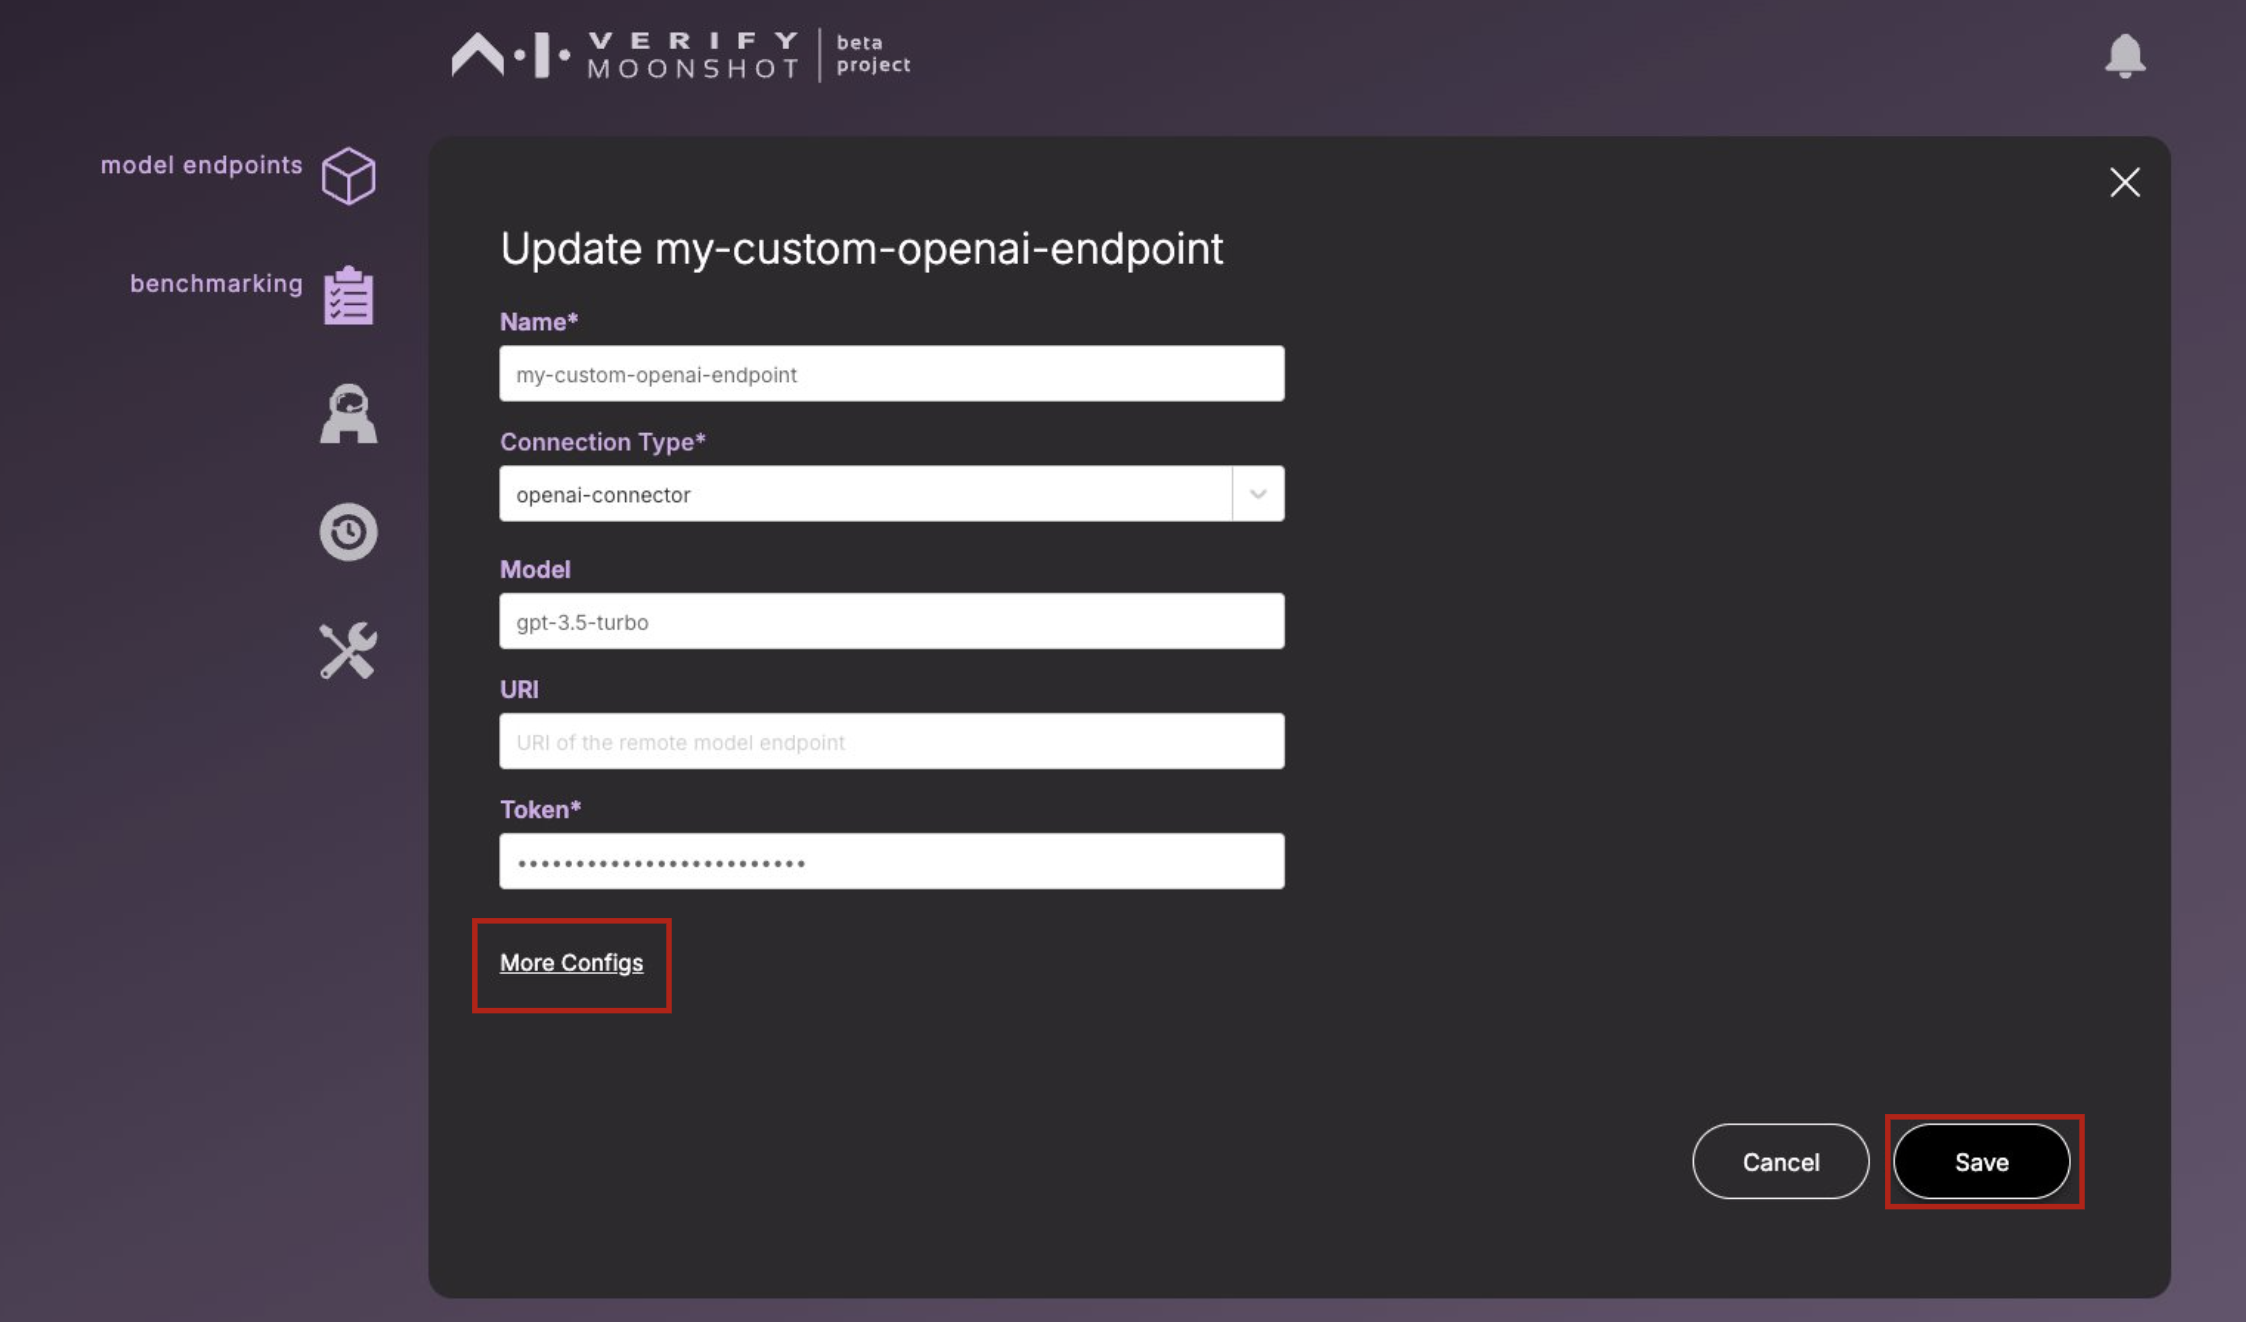 VERIFY
MOONSHOT
beta
project
model endpoints
benchmarking
Update my-custom-openai-endpoint
Name*
my-custom-openai-endpoint
Connection Type*
openai-connector
Model
gpt-3.5-turbo
URI
URI of the remote model endpoint
Token*
•••••••••••••••••••••••••
More Configs
Cancel
Save